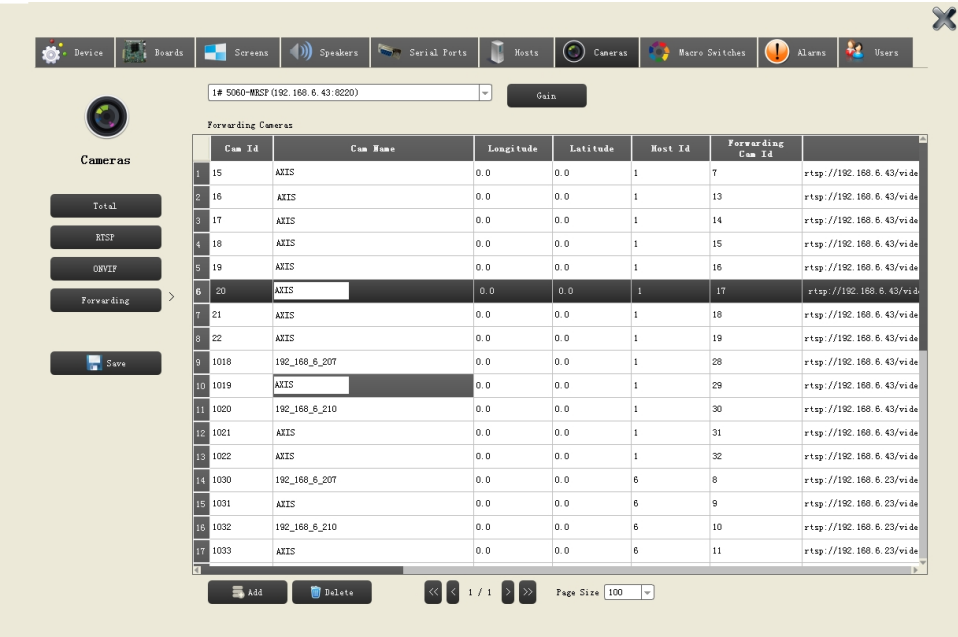 Device Boards Screens Speakers Serial Ports Hosts Cameras Macro Switches Alarms Users
1# 5060-MRSP(192.168.6.43:8220) Gain
Forwarding Cameras
Cameras
Total
RTSP
ONVIF
Forwarding >
Save
Cam Id Cam Name Longitude Latitude Host Id Forwarding Cam Id
1 15 AXIS 0.0 0.0 1 7 rtsp://192.168.6.43/vide
2 16 AXIS 0.0 0.0 1 13 rtsp://192.168.6.43/vide
3 17 AXIS 0.0 0.0 1 14 rtsp://192.168.6.43/vide
4 18 AXIS 0.0 0.0 1 15 rtsp://192.168.6.43/vide
5 19 AXIS 0.0 0.0 1 16 rtsp://192.168.6.43/vide
6 20 AXIS 0.0 0.0 1 17 rtsp://192.168.6.43/vid
7 21 AXIS 0.0 0.0 1 18 rtsp://192.168.6.43/vide
8 22 AXIS 0.0 0.0 1 19 rtsp://192.168.6.43/vide
9 1018 192_168_6_207 0.0 0.0 1 28 rtsp://192.168.6.43/vide
10 1019 AXIS 0.0 0.0 1 29 rtsp://192.168.6.43/vide
11 1020 192_168_6_210 0.0 0.0 1 30 rtsp://192.168.6.43/vide
12 1021 AXIS 0.0 0.0 1 31 rtsp://192.168.6.43/vide
13 1022 AXIS 0.0 0.0 1 32 rtsp://192.168.6.43/vide
14 1030 192_168_6_207 0.0 0.0 6 8 rtsp://192.168.6.23/vide
15 1031 AXIS 0.0 0.0 6 9 rtsp://192.168.6.23/vide
16 1032 192_168_6_210 0.0 0.0 6 10 rtsp://192.168.6.23/vide
17 1033 AXIS 0.0 0.0 6 11 rtsp://192.168.6.23/vide
Add Delete << < 1 / 1 > >> Page Size 100